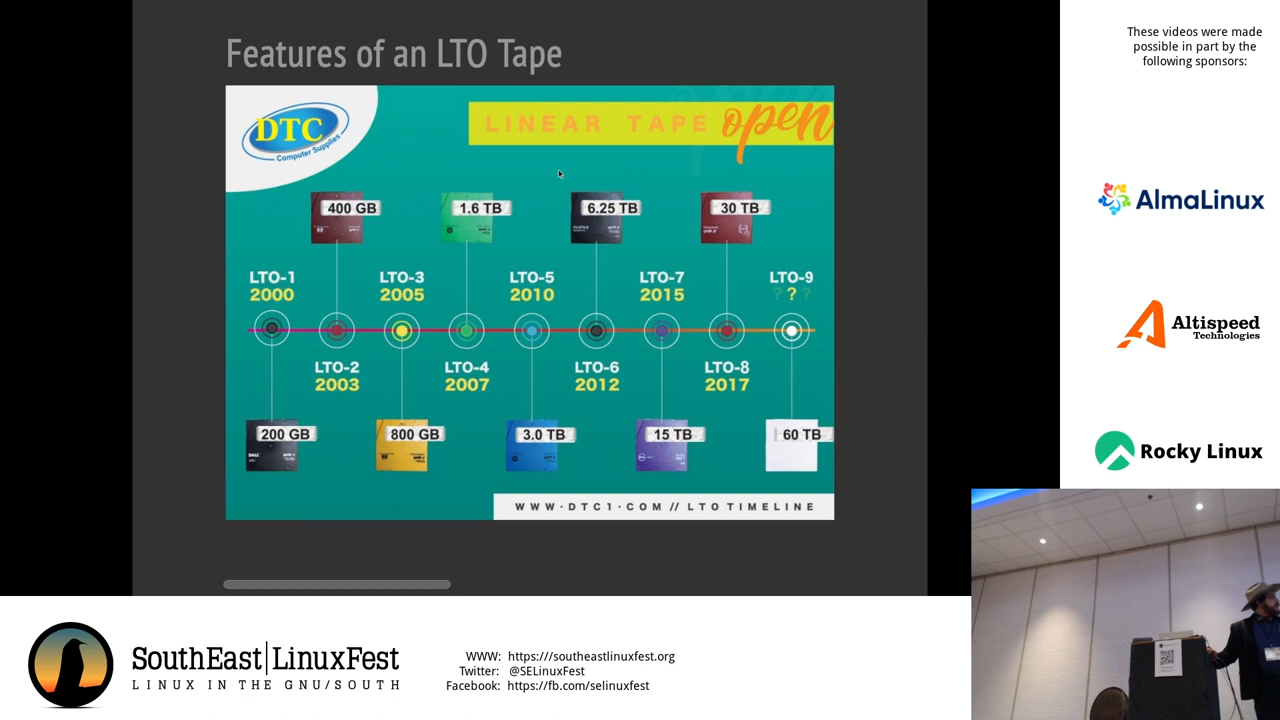 Features of an LTO Tape
DTC
Computer Supplies
LINEAR TAPE open
400 GB
1.6 TB
6.25 TB
30 TB
LTO-1
2000
LTO-3
2005
LTO-5
2010
LTO-7
2015
LTO-9
? ? ?
LTO-2
2003
LTO-4
2007
LTO-6
2012
LTO-8
2017
200 GB
800 GB
3.0 TB
15 TB
60 TB
WWW·DTC1·COM // LTO TIMELINE
These videos were made
possible in part by the
following sponsors:
AlmaLinux
Altispeed
Technologies
Rocky Linux
SouthEast LinuxFest
LINUX IN THE GNU/SOUTH
WWW: https:///southeastlinuxfest.org
Twitter: @SELinuxFest
Facebook: https://fb.com/selinuxfest